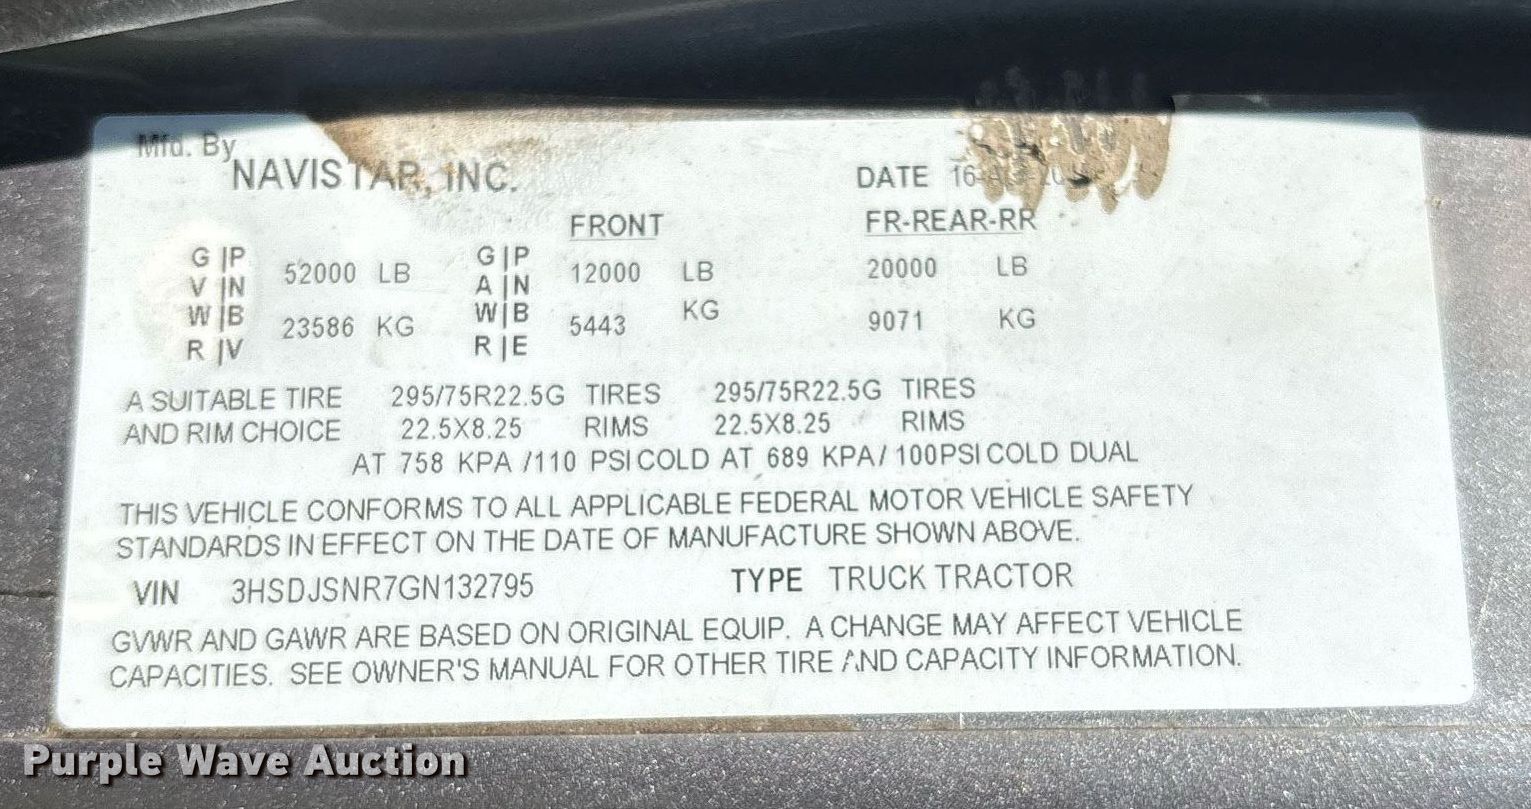 Mfd. By
NAVISTAR, INC.
DATE 16-
FRONT
FR-REAR-RR
G|P 52000 LB G|P 12000 LB 20000 LB
V|N A|N
W|B 23586 KG W|B 5443 KG 9071 KG
R|V R|E
A SUITABLE TIRE 295/75R22.5G TIRES 295/75R22.5G TIRES
AND RIM CHOICE 22.5X8.25 RIMS 22.5X8.25 RIMS
AT 758 KPA /110 PSI COLD AT 689 KPA/ 100PSI COLD DUAL
THIS VEHICLE CONFORMS TO ALL APPLICABLE FEDERAL MOTOR VEHICLE SAFETY
STANDARDS IN EFFECT ON THE DATE OF MANUFACTURE SHOWN ABOVE.
VIN 3HSDJSNR7GN132795 TYPE TRUCK TRACTOR
GVWR AND GAWR ARE BASED ON ORIGINAL EQUIP. A CHANGE MAY AFFECT VEHICLE
CAPACITIES. SEE OWNER'S MANUAL FOR OTHER TIRE AND CAPACITY INFORMATION.
Purple Wave Auction